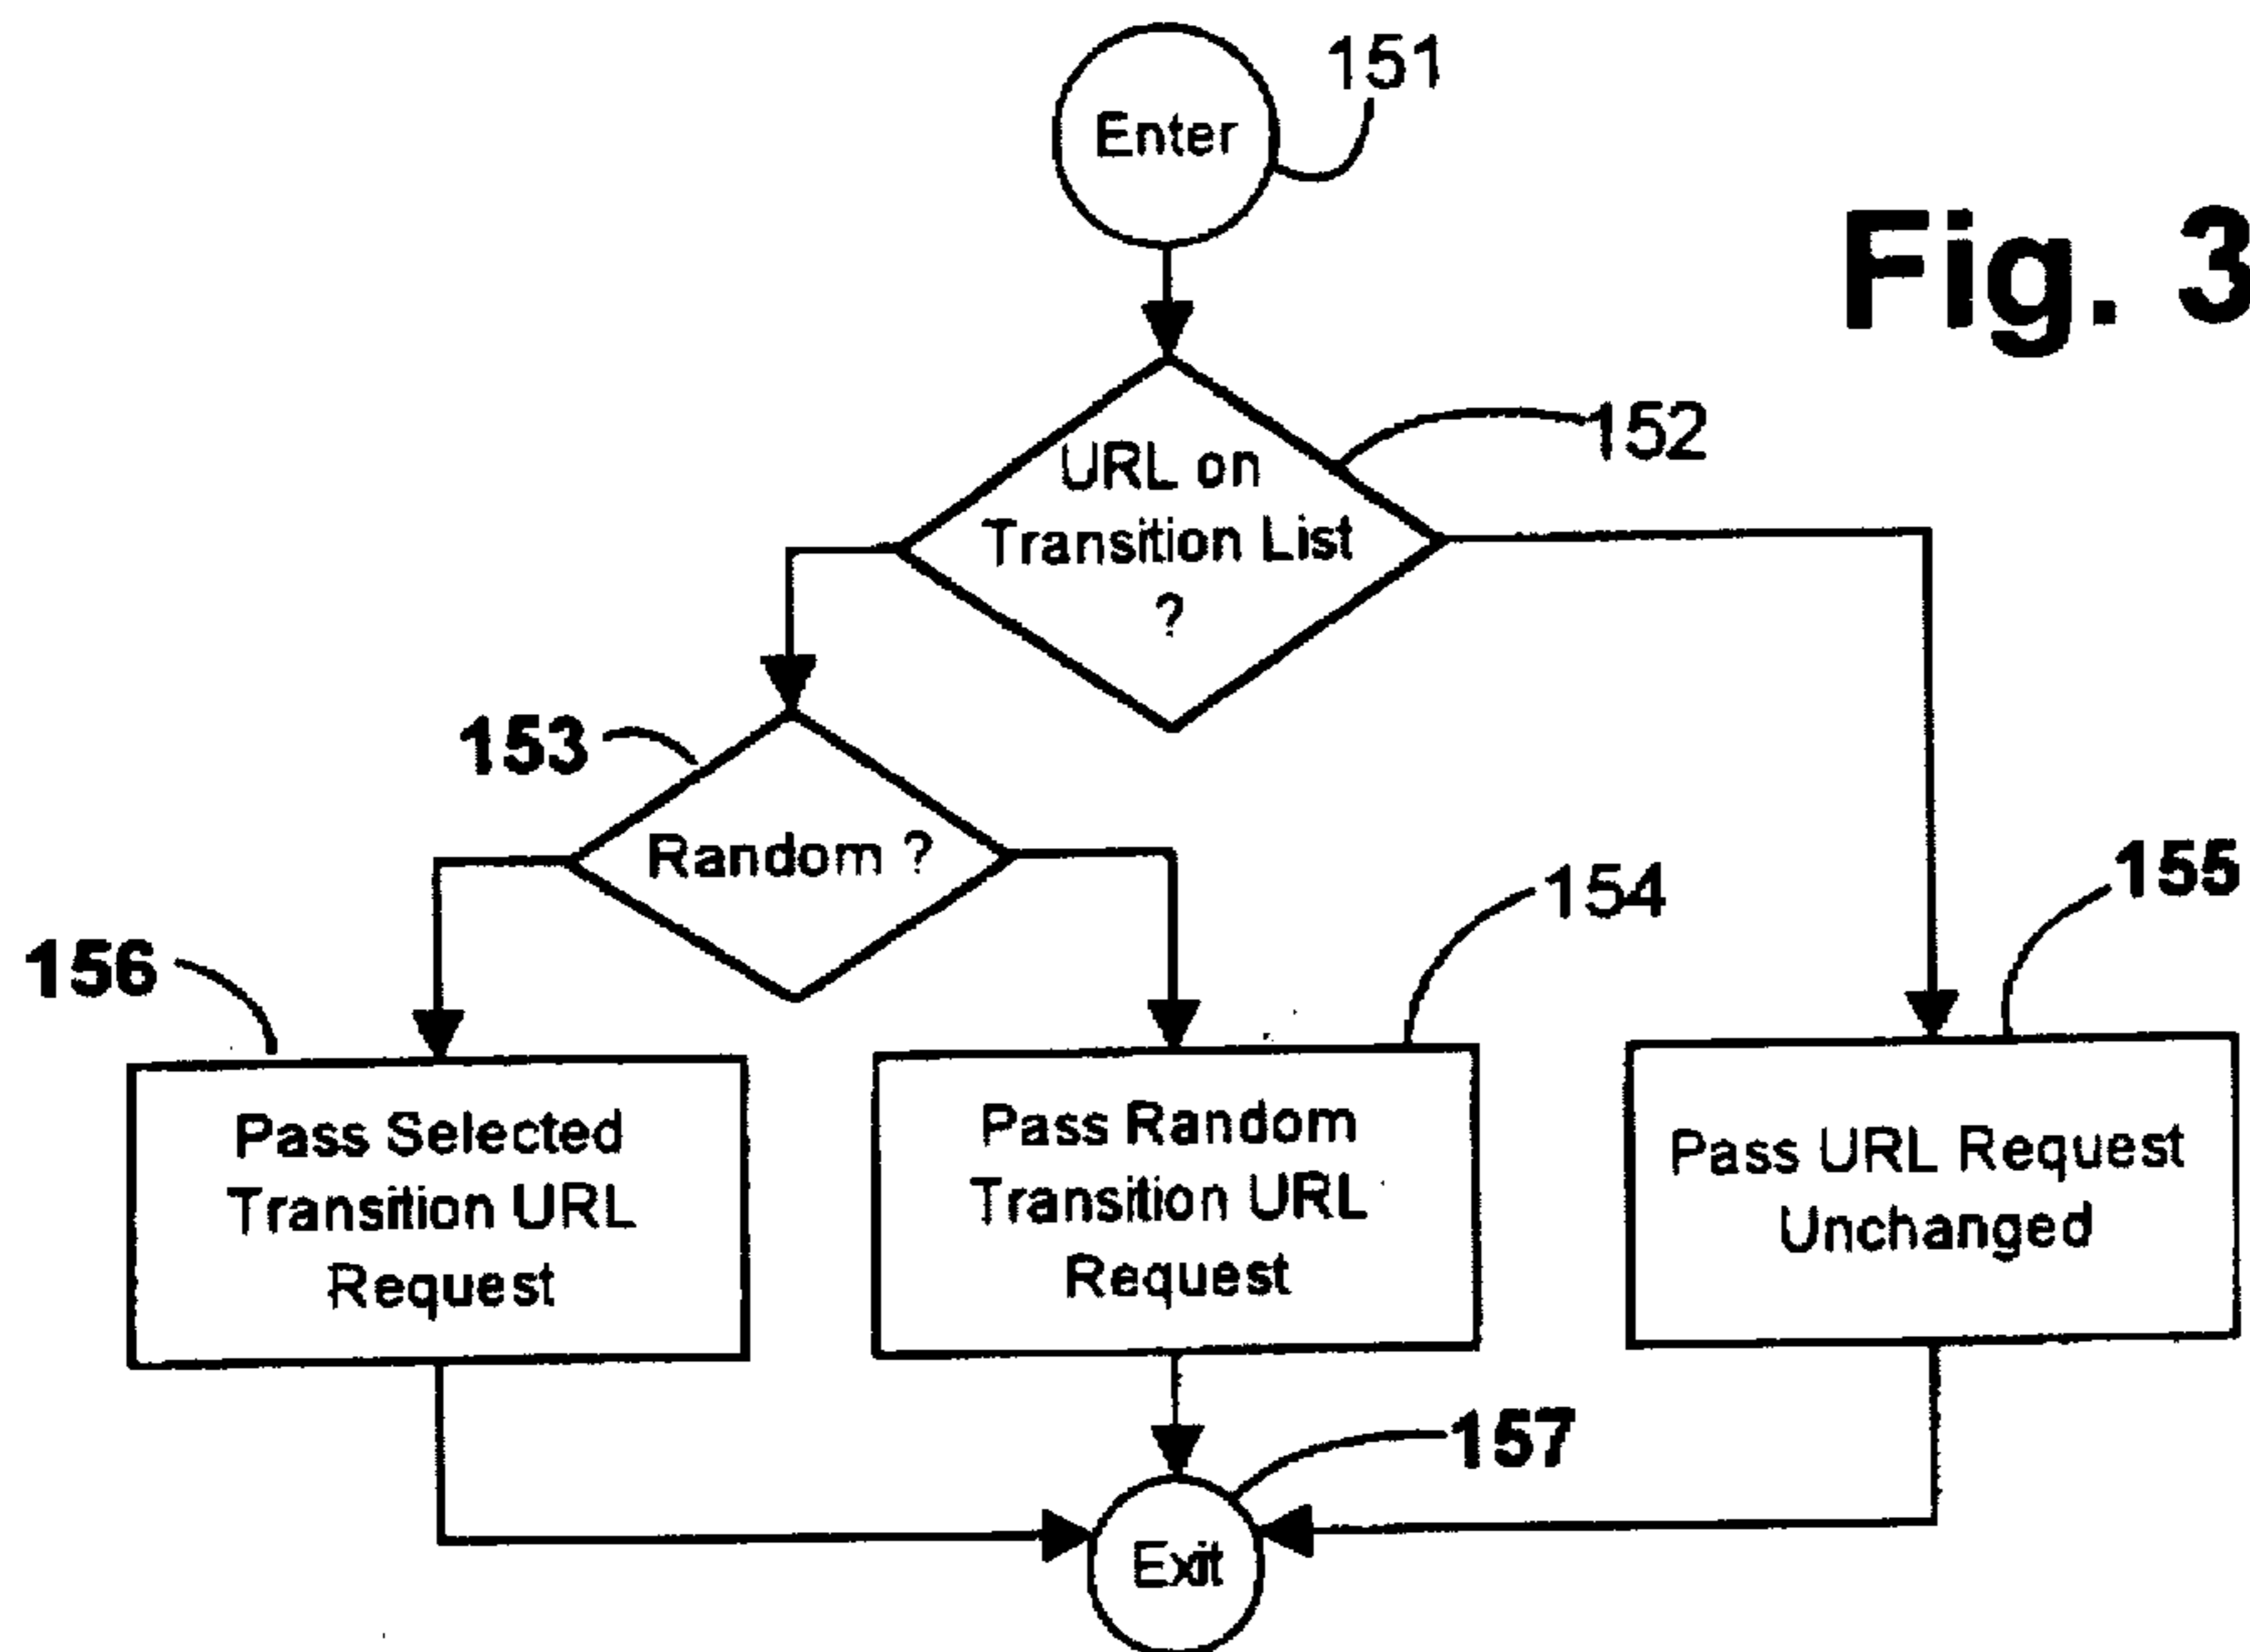 Enter
151
Fig. 3
URL on
Transition List
?
152
153
Random ?
154
155
156
Pass Selected
Transition URL
Request
Pass Random
Transition URL
Request
Pass URL Request
Unchanged
157
Exit